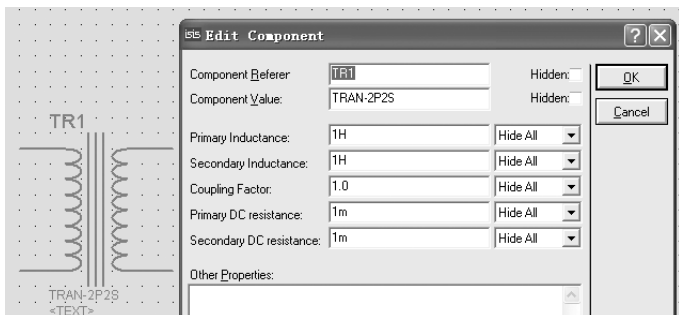 isis Edit Component
Component Referer TR1 Hidden:
Component Value: TRAN-2P2S Hidden:
OK
Cancel
TR1
Primary Inductance: 1H Hide All
Secondary Inductance: 1H Hide All
Coupling Factor: 1.0 Hide All
Primary DC resistance: 1m Hide All
Secondary DC resistance: 1m Hide All
Other Properties:
TRAN-2P2S
<TEXT>